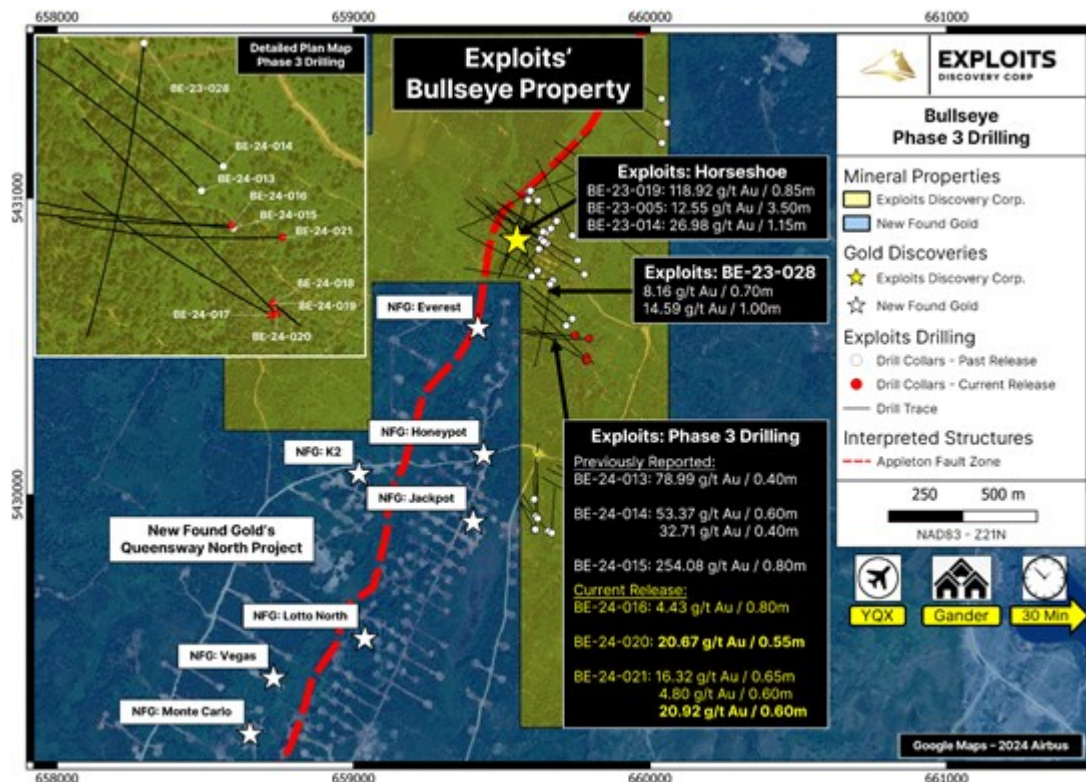 658000
659000
660000
661000
Detailed Plan Map
Phase 3 Drilling
BE-23-028
BE-24-014
BE-24-013
BE-24-016
BE-24-015
BE-24-021
BE-24-018
BE-24-019
BE-24-017
BE-24-020
Exploits'
Bullseye Property
Exploits: Horseshoe
BE-23-019: 118.92 g/t Au / 0.85m
BE-23-005: 12.55 g/t Au / 3.50m
BE-23-014: 26.98 g/t Au / 1.15m
Exploits: BE-23-028
8.16 g/t Au / 0.70m
14.59 g/t Au / 1.00m
NFG: Everest
NFG: Honeypot
NFG: K2
NFG: Jackpot
New Found Gold's
Queensway North Project
NFG: Lotto North
NFG: Vegas
NFG: Monte Carlo
Exploits: Phase 3 Drilling
Previously Reported:
BE-24-013: 78.99 g/t Au / 0.40m
BE-24-014: 53.37 g/t Au / 0.60m
32.71 g/t Au / 0.40m
BE-24-015: 254.08 g/t Au / 0.80m
Current Release:
BE-24-016: 4.43 g/t Au / 0.80m
BE-24-020: 20.67 g/t Au / 0.55m
BE-24-021: 16.32 g/t Au / 0.65m
4.80 g/t Au / 0.60m
20.92 g/t Au / 0.60m
EXPLOITS
DISCOVERY CORP
Bullseye
Phase 3 Drilling
Mineral Properties
Exploits Discovery Corp.
New Found Gold
Gold Discoveries
Exploits Discovery Corp.
New Found Gold
Exploits Drilling
Drill Collars - Past Release
Drill Collars - Current Release
Drill Trace
Interpreted Structures
Appleton Fault Zone
250 500 m
NAD83 - Z21N
YQX
Gander
30 Min
Google Maps - 2024 Airbus
5431000
5430000
658000
659000
660000
661000